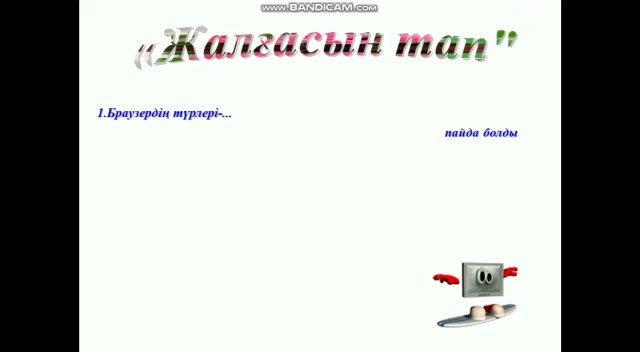 www.BANDICAM.com
«Жалғасын тап"
1.Браузердің түрлері-...
пайда болды